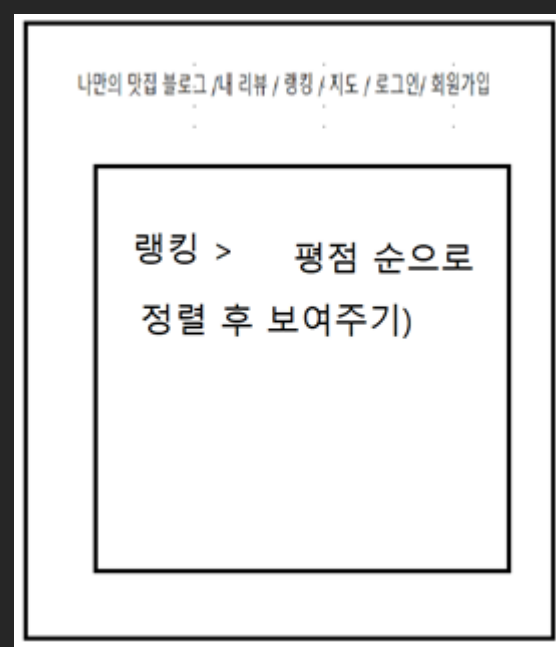 나만의 맛집 블로그 /내 리뷰 / 랭킹 / 지도 / 로그인/ 회원가입
랭킹 > 평점 순으로
정렬 후 보여주기)